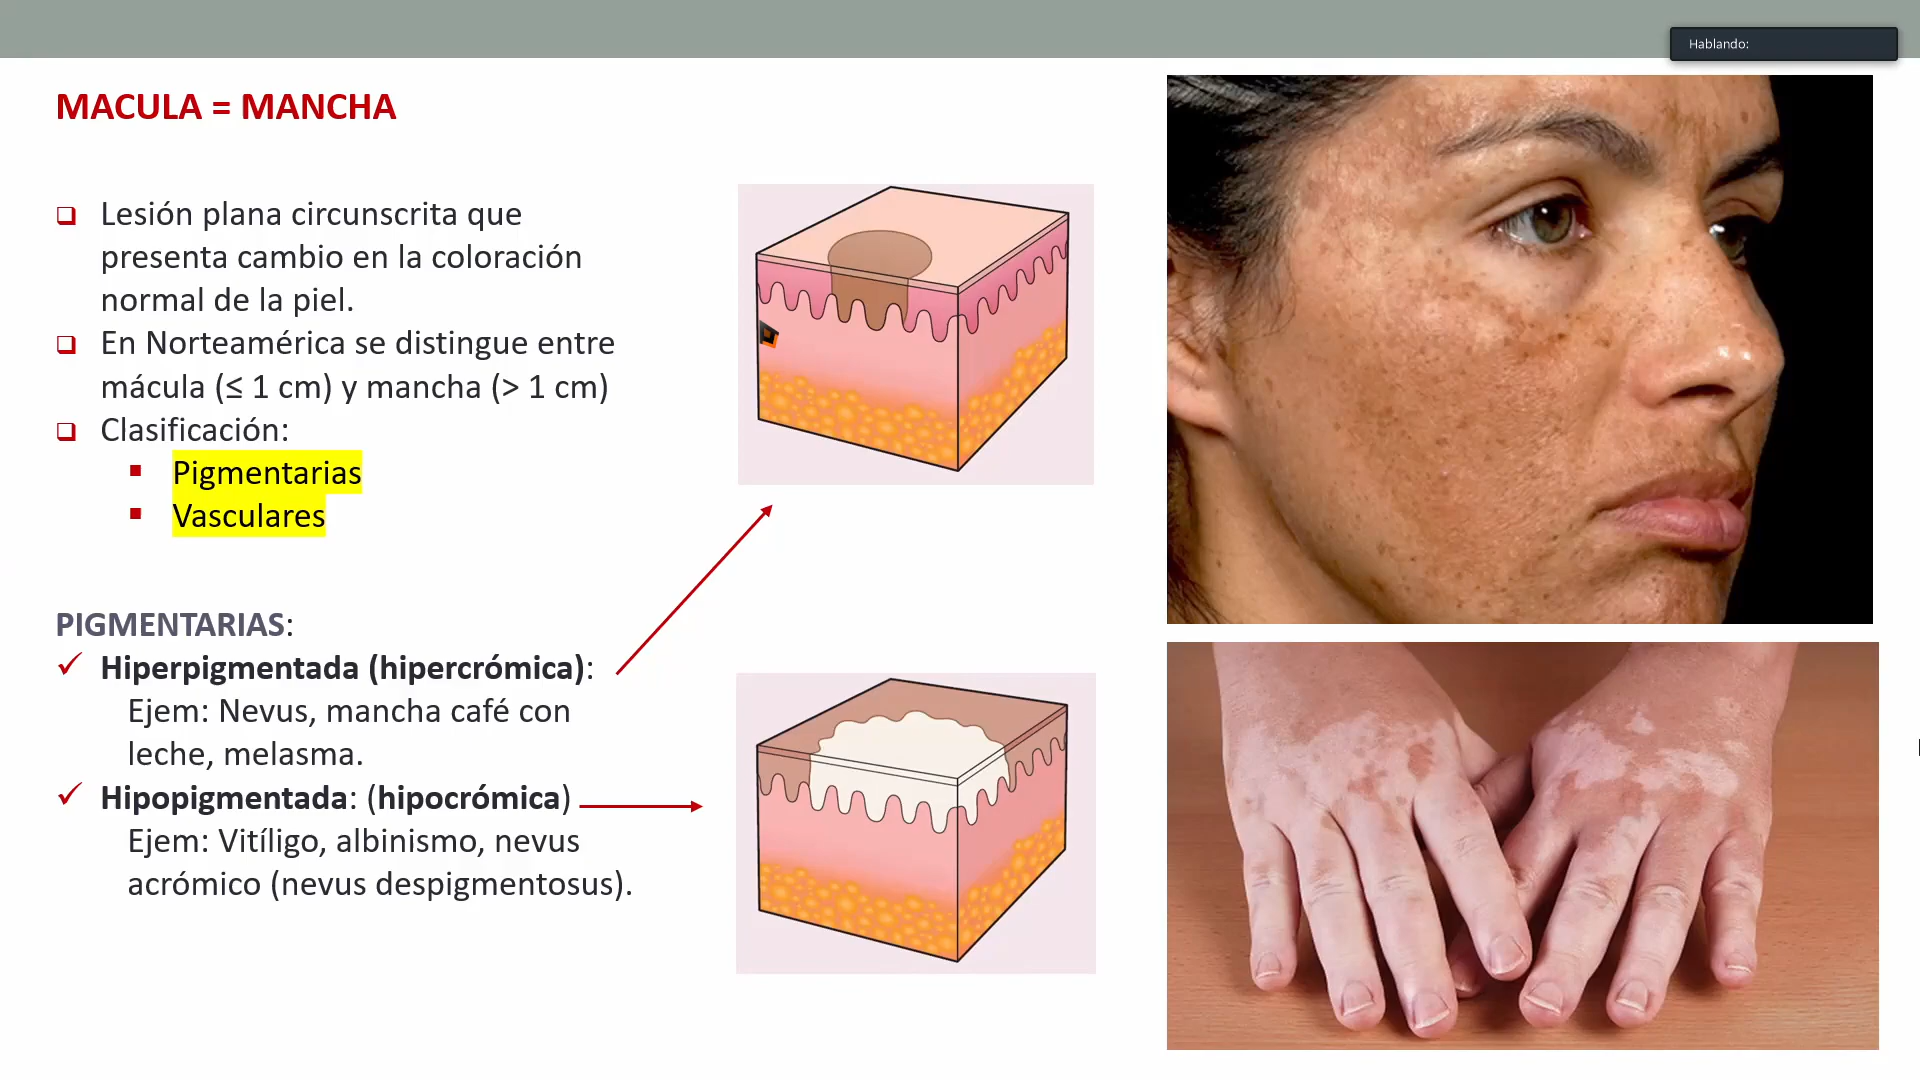 Hablando:
MACULA = MANCHA
Lesión plana circunscrita que
presenta cambio en la coloración
normal de la piel.
En Norteamérica se distingue entre
mácula (≤ 1 cm) y mancha (> 1 cm)
Clasificación:
Pigmentarias
Vasculares
PIGMENTARIAS:
Hiperpigmentada (hipercrómica):
Ejem: Nevus, mancha café con
leche, melasma.
Hipopigmentada: (hipocrómica)
Ejem: Vitíligo, albinismo, nevus
acrómico (nevus despigmentosus).